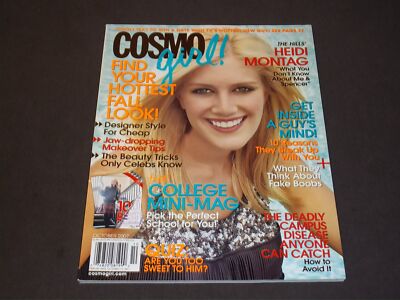 COSMO
girl!
THE HILLS'
HEIDI
MONTAG
What You
Don't Know
About Me &
Spencer
FIND
YOUR
HOTTEST
FALL
LOOK!
Designer Style
For Cheap
Jaw-dropping
Makeover Tips
The Beauty Tricks
Only Celebs Know
GET
INSIDE
A GUY'S
MIND!
10 Reasons
They Break Up
With You
+
What They
Think About
Fake Boobs
COLLEGE
MINI-MAG
Pick the Perfect
School for You!
THE DEADLY
CAMPUS
DISEASE
ANYONE
CAN CATCH
How to
Avoid It
QUIZ
ARE YOU TOO
SWEET TO HIM?
OCTOBER 2007
cosmogirl.com